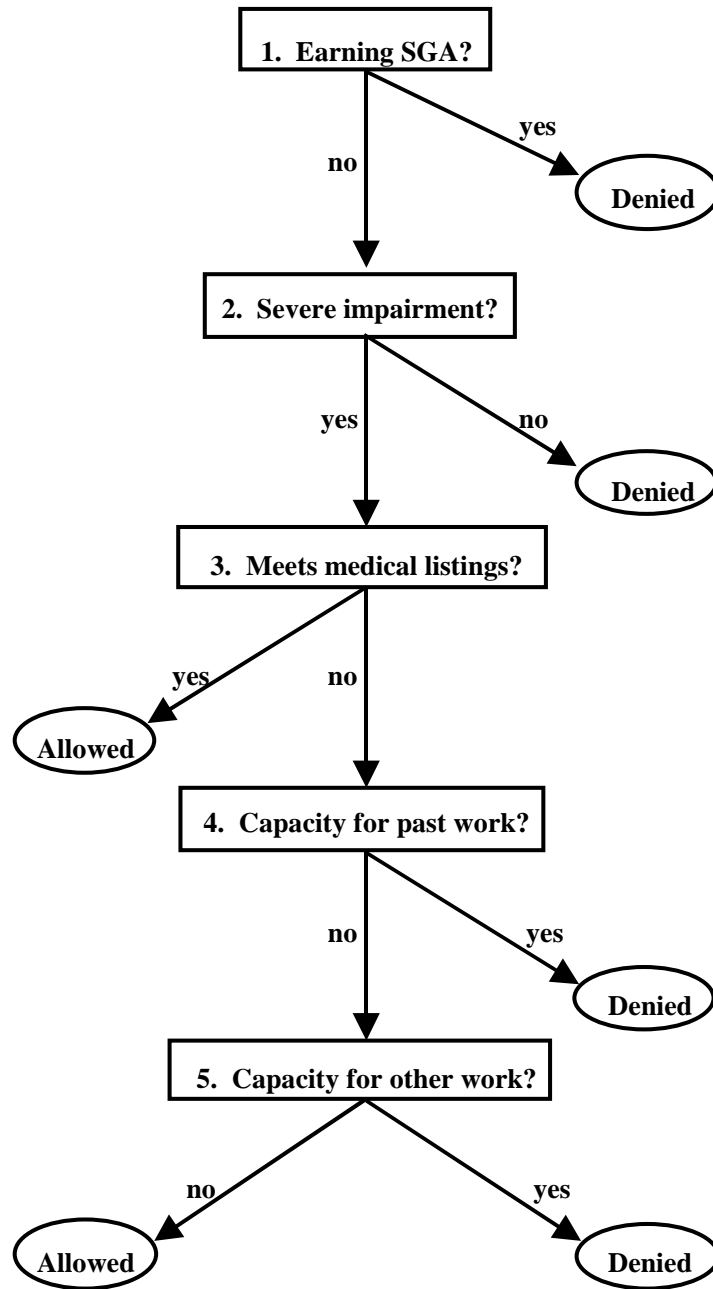 1. Earning SGA?
yes
no
Denied
2. Severe impairment?
yes
no
Denied
3. Meets medical listings?
yes
no
Allowed
4. Capacity for past work?
no
yes
Denied
5. Capacity for other work?
no
yes
Allowed
Denied